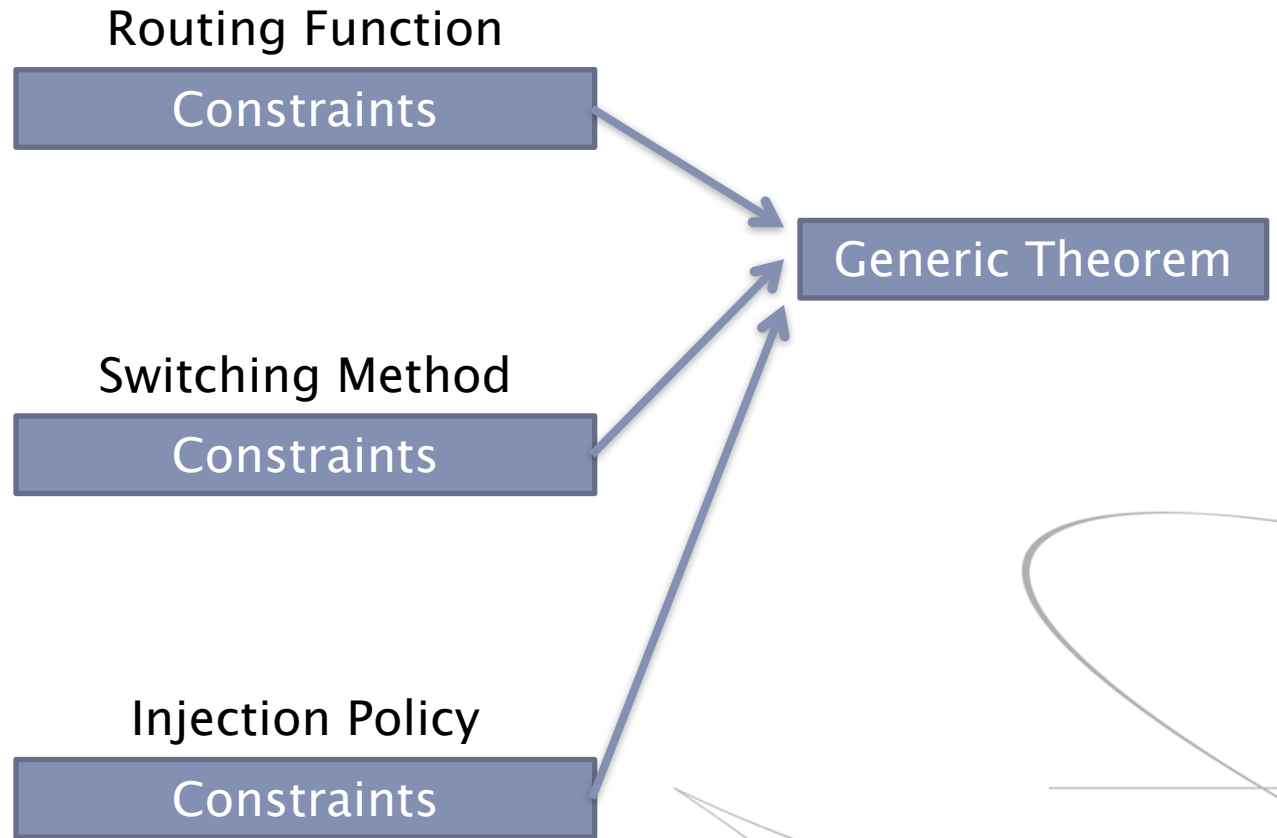 Routing Function
Constraints
Generic Theorem
Switching Method
Constraints
Injection Policy
Constraints